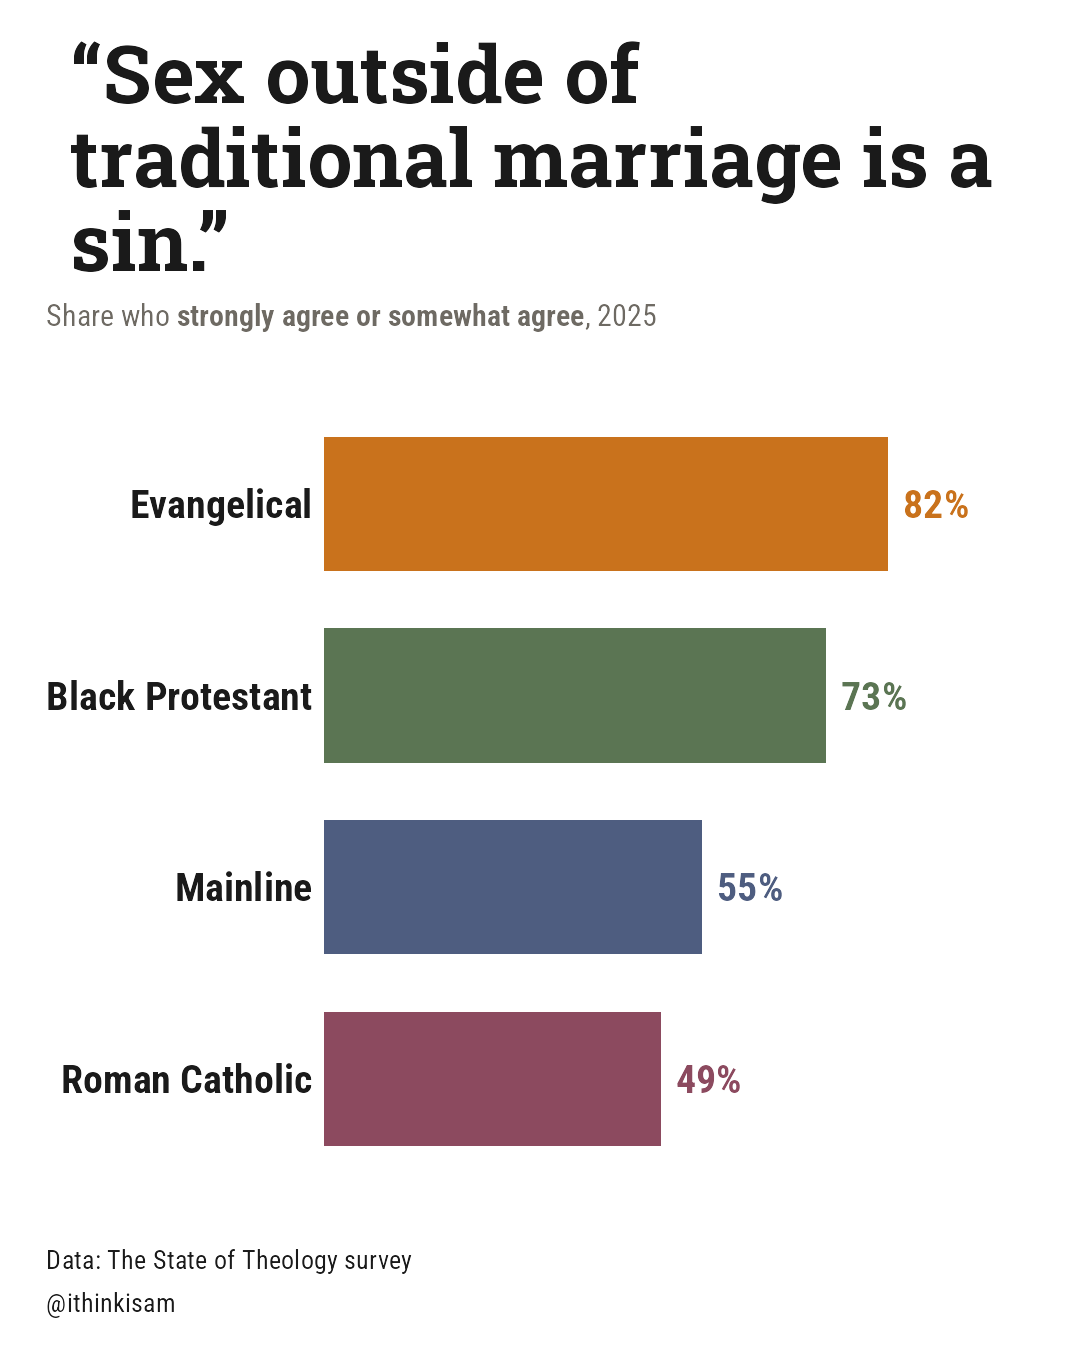 “Sex outside of
traditional marriage is a
sin.”
Share who strongly agree or somewhat agree, 2025
Evangelical 82%
Black Protestant 73%
Mainline 55%
Roman Catholic 49%
Data: The State of Theology survey
@ithinkisam